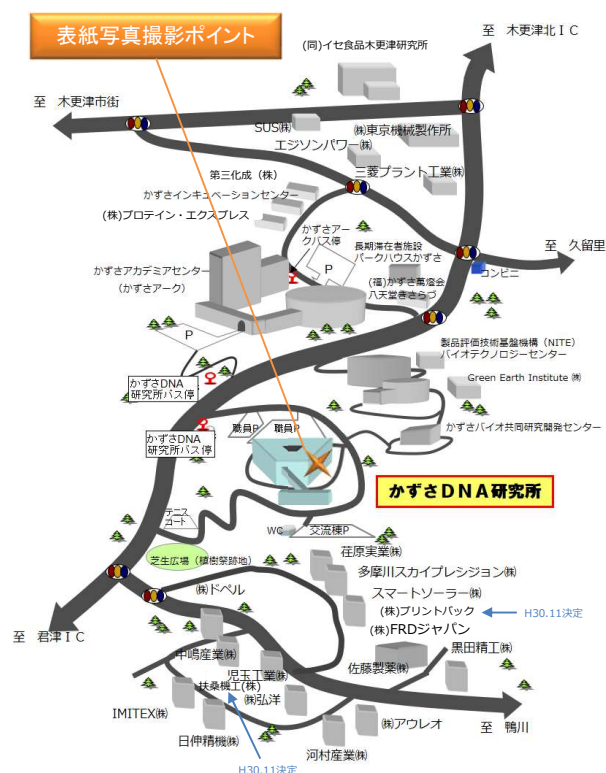 表紙写真撮影ポイント
至 木更津北IC
(同)イセ食品木更津研究所
至 木更津市街
SUS㈱
㈱東京機械製作所
エジソンパワー㈱
三菱プラント工業㈱
第三化成(株)
かずさインキュベーションセンター
(株)プロテイン・エクスプレス
かずさアーク
バス停
P
長期滞在者施設
パークハウスかずさ
至 久留里
コンビニ
(福)かずさ萬燈会
八天堂きさらづ
かずさアカデミアセンター
(かずさアーク)
P
製品評価技術基盤機構(NITE)
バイオテクノロジーセンター
Green Earth Institute ㈱
かずさDNA
研究所バス停
かずさDNA
研究所バス停
職員P
職員P
かずさバイオ共同研究開発センター
かずさDNA研究所
テニス
コート
WC
交流棟P
芝生広場(植樹祭跡地)
荏原実業㈱
多摩川スカイプレシジョン㈱
スマートソーラー㈱
(株)プリントパック
H30.11決定
(株)FRDジャパン
㈱ドペル
至 君津IC
中嶋産業㈱
児玉工業㈱
佐藤製薬㈱
黒田精工㈱
扶桑機工(株)
㈱弘洋
IMITEX㈱
日伸精機㈱
㈱アウレオ
至 鴨川
河村産業㈱
H30.11決定